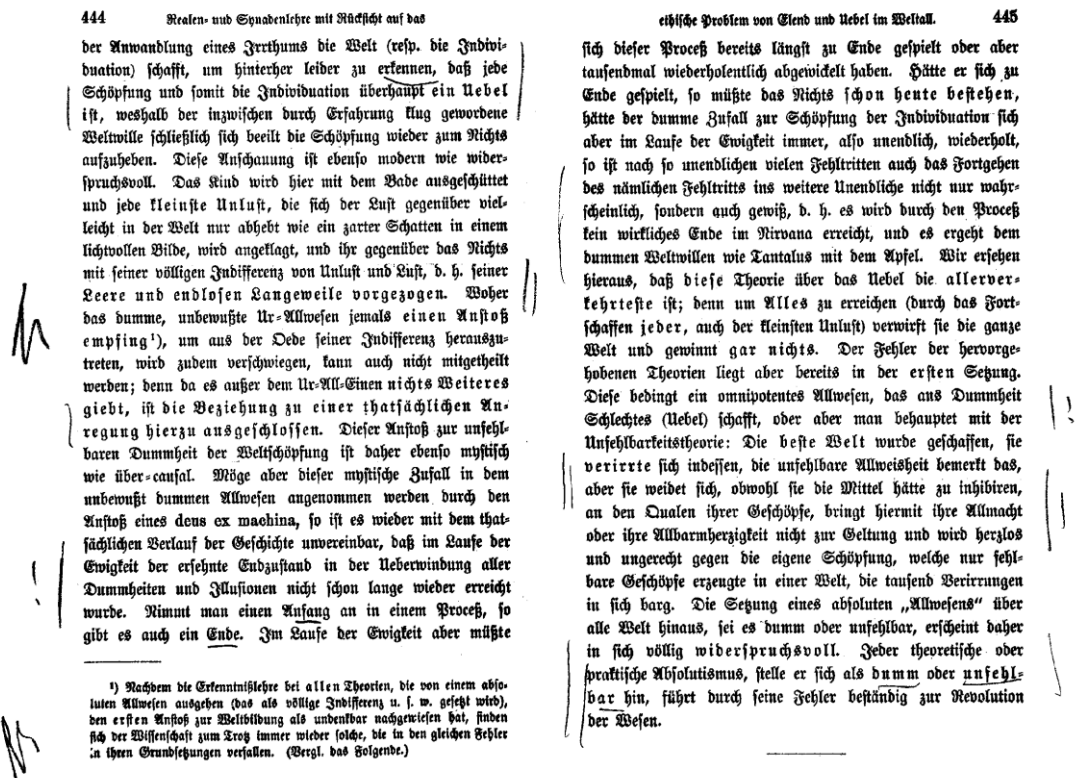 444 Realen- und Synadenlehre mit Rücksicht auf das
der Anwandlung eines Irrthums die Welt (resp. die Indivi-
duation) schafft, um hinterher leider zu erkennen, daß jede
Schöpfung und somit die Individuation überhaupt ein Uebel
ist, weshalb der inzwischen durch Erfahrung klug gewordene
Weltwille schließlich sich beeilt die Schöpfung wieder zum Nichts
aufzuheben. Diese Anschauung ist ebenso modern wie wider-
spruchsvoll. Das Kind wird hier mit dem Bade ausgeschüttet
und jede kleinste Unlust, die sich der Lust gegenüber viel-
leicht in der Welt nur abhebt wie ein zarter Schatten in einem
lichtvollen Bilde, wird angeklagt, und ihr gegenüber das Nichts
mit seiner völligen Indifferenz von Unlust und Lust, d. h. seiner
Leere und endlosen Langeweile vorgezogen. Woher
das dumme, unbewußte Ur-Allwesen jemals einen Anstoß
empfing¹), um aus der Oede seiner Indifferenz herauszu-
treten, wird zudem verschwiegen, kann auch nicht mitgetheilt
werden; denn da es außer dem Ur-All-Einen nichts Weiteres
giebt, ist die Beziehung zu einer thatsächlichen An-
regung hierzu ausgeschlossen. Dieser Anstoß zur unfehl-
baren Dummheit der Weltschöpfung ist daher ebenso mystisch
wie über-causal. Möge aber dieser mystische Zufall in dem
unbewußt dummen Allwesen angenommen werden durch den
Anstoß eines deus ex machina, so ist es wieder mit dem that-
sächlichen Verlauf der Geschichte unvereinbar, daß im Laufe der
Ewigkeit der ersehnte Endzustand in der Ueberwindung aller
Dummheiten und Illusionen nicht schon lange wieder erreicht
wurde. Nimmt man einen Anfang an in einem Proceß, so
gibt es auch ein Ende. Im Laufe der Ewigkeit aber müßte
¹) Nachdem die Erkenntnißlehre bei allen Theorien, die von einem abso-
luten Allwesen ausgehen (das als völlige Indifferenz u. s. w. gesetzt wird),
den ersten Anstoß zur Weltbildung als undenkbar nachgewiesen hat, finden
sich der Wissenschaft zum Trotz immer wieder solche, die in den gleichen Fehler
in ihren Grundsetzungen verfallen. (Vergl. das Folgende.)
ethische Problem von Elend und Uebel im Weltall. 445
sich dieser Proceß bereits längst zu Ende gespielt oder aber
tausendmal wiederholentlich abgewickelt haben. Hätte er sich zu
Ende gespielt, so müßte das Nichts schon heute bestehen,
hätte der dumme Zufall zur Schöpfung der Individuation sich
aber im Laufe der Ewigkeit immer, also unendlich, wiederholt,
so ist nach so unendlichen vielen Fehltritten auch das Fortgehen
des nämlichen Fehltritts ins weitere Unendliche nicht nur wahr-
scheinlich, sondern auch gewiß, d. h. es wird durch den Proceß
kein wirkliches Ende im Nirvana erreicht, und es ergeht dem
dummen Weltwillen wie Tantalus mit dem Apfel. Wir ersehen
hieraus, daß diese Theorie über das Uebel die allerver-
kehrteste ist; denn um Alles zu erreichen (durch das Fort-
schaffen jeder, auch der kleinsten Unlust) verwirft sie die ganze
Welt und gewinnt gar nichts. Der Fehler der hervorge-
hobenen Theorien liegt aber bereits in der ersten Setzung.
Diese bedingt ein omnipotentes Allwesen, das aus Dummheit
Schlechtes (Uebel) schafft, oder aber man behauptet mit der
Unfehlbarkeitstheorie: Die beste Welt wurde geschaffen, sie
verirrte sich indessen, die unfehlbare Allweisheit bemerkt das,
aber sie weidet sich, obwohl sie die Mittel hätte zu inhibiren,
an den Qualen ihrer Geschöpfe, bringt hiermit ihre Allmacht
oder ihre Allbarmherzigkeit nicht zur Geltung und wird herzlos
und ungerecht gegen die eigene Schöpfung, welche nur fehl-
bare Geschöpfe erzeugte in einer Welt, die tausend Verirrungen
in sich barg. Die Setzung eines absoluten „Allwesens“ über
alle Welt hinaus, sei es dumm oder unfehlbar, erscheint daher
in sich völlig widerspruchsvoll. Jeder theoretische oder
praktische Absolutismus, stelle er sich als dumm oder unfehl-
bar hin, führt durch seine Fehler beständig zur Revolution
der Wesen.